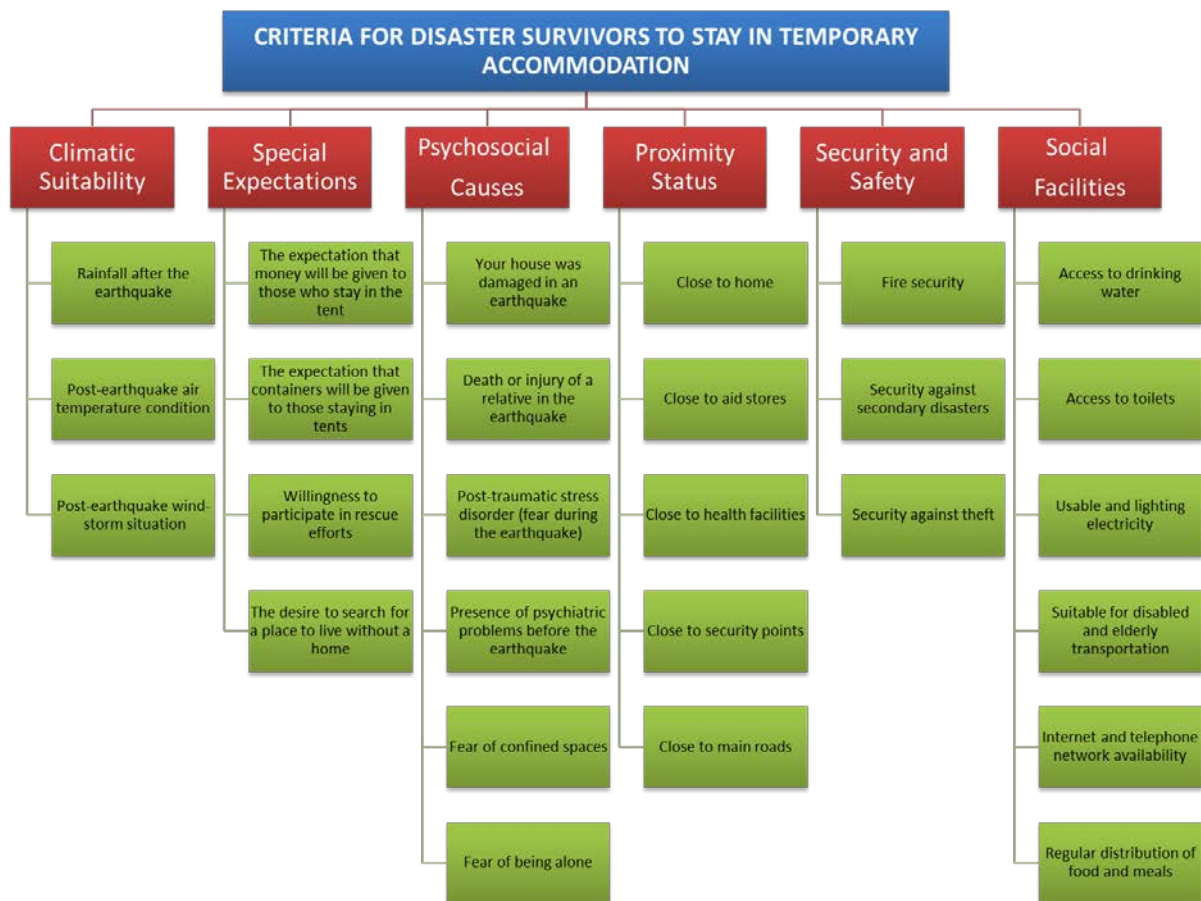 CRITERIA FOR DISASTER SURVIVORS TO STAY IN TEMPORARY
ACCOMMODATION
Climatic
Suitability
Rainfall after the
earthquake
Post-earthquake air
temperature condition
Post-earthquake wind-
storm situation
Special
Expectations
The expectation that
money will be given to
those who stay in the
tent
The expectation that
containers will be given
to those staying in
tents
Willingness to
participate in rescue
efforts
The desire to search for
a place to live without a
home
Psychosocial
Causes
Your house was
damaged in an
earthquake
Death or injury of a
relative in the
earthquake
Post-traumatic stress
disorder (fear during
the earthquake)
Presence of psychiatric
problems before the
earthquake
Fear of confined spaces
Fear of being alone
Proximity
Status
Close to home
Close to aid stores
Close to health facilities
Close to security points
Close to main roads
Security and
Safety
Fire security
Security against
secondary disasters
Security against theft
Social
Facilities
Access to drinking
water
Access to toilets
Usable and lighting
electricity
Suitable for disabled
and elderly
transportation
Internet and telephone
network availability
Regular distribution of
food and meals